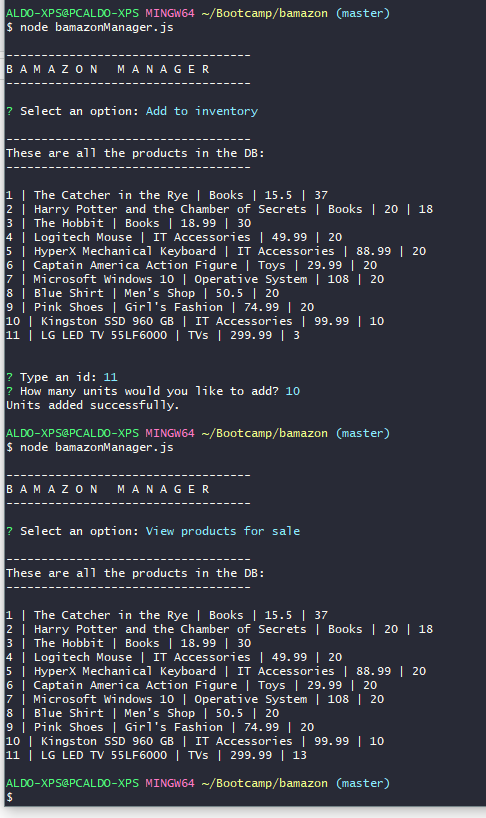 ALDO-XPS@PCALDO-XPS MINGW64 ~/Bootcamp/bamazon (master)
$ node bamazonManager.js
-----------------------------------
B A M A Z O N   M A N A G E R
-----------------------------------
? Select an option: Add to inventory
-----------------------------------
These are all the products in the DB:
-----------------------------------
1 | The Catcher in the Rye | Books | 15.5 | 37
2 | Harry Potter and the Chamber of Secrets | Books | 20 | 18
3 | The Hobbit | Books | 18.99 | 30
4 | Logitech Mouse | IT Accessories | 49.99 | 20
5 | HyperX Mechanical Keyboard | IT Accessories | 88.99 | 20
6 | Captain America Action Figure | Toys | 29.99 | 20
7 | Microsoft Windows 10 | Operative System | 108 | 20
8 | Blue Shirt | Men's Shop | 50.5 | 20
9 | Pink Shoes | Girl's Fashion | 74.99 | 20
10 | Kingston SSD 960 GB | IT Accessories | 99.99 | 10
11 | LG LED TV 55LF6000 | TVs | 299.99 | 3
? Type an id: 11
? How many units would you like to add? 10
Units added successfully.
ALDO-XPS@PCALDO-XPS MINGW64 ~/Bootcamp/bamazon (master)
$ node bamazonManager.js
-----------------------------------
B A M A Z O N   M A N A G E R
-----------------------------------
? Select an option: View products for sale
-----------------------------------
These are all the products in the DB:
-----------------------------------
1 | The Catcher in the Rye | Books | 15.5 | 37
2 | Harry Potter and the Chamber of Secrets | Books | 20 | 18
3 | The Hobbit | Books | 18.99 | 30
4 | Logitech Mouse | IT Accessories | 49.99 | 20
5 | HyperX Mechanical Keyboard | IT Accessories | 88.99 | 20
6 | Captain America Action Figure | Toys | 29.99 | 20
7 | Microsoft Windows 10 | Operative System | 108 | 20
8 | Blue Shirt | Men's Shop | 50.5 | 20
9 | Pink Shoes | Girl's Fashion | 74.99 | 20
10 | Kingston SSD 960 GB | IT Accessories | 99.99 | 10
11 | LG LED TV 55LF6000 | TVs | 299.99 | 13
ALDO-XPS@PCALDO-XPS MINGW64 ~/Bootcamp/bamazon (master)
$